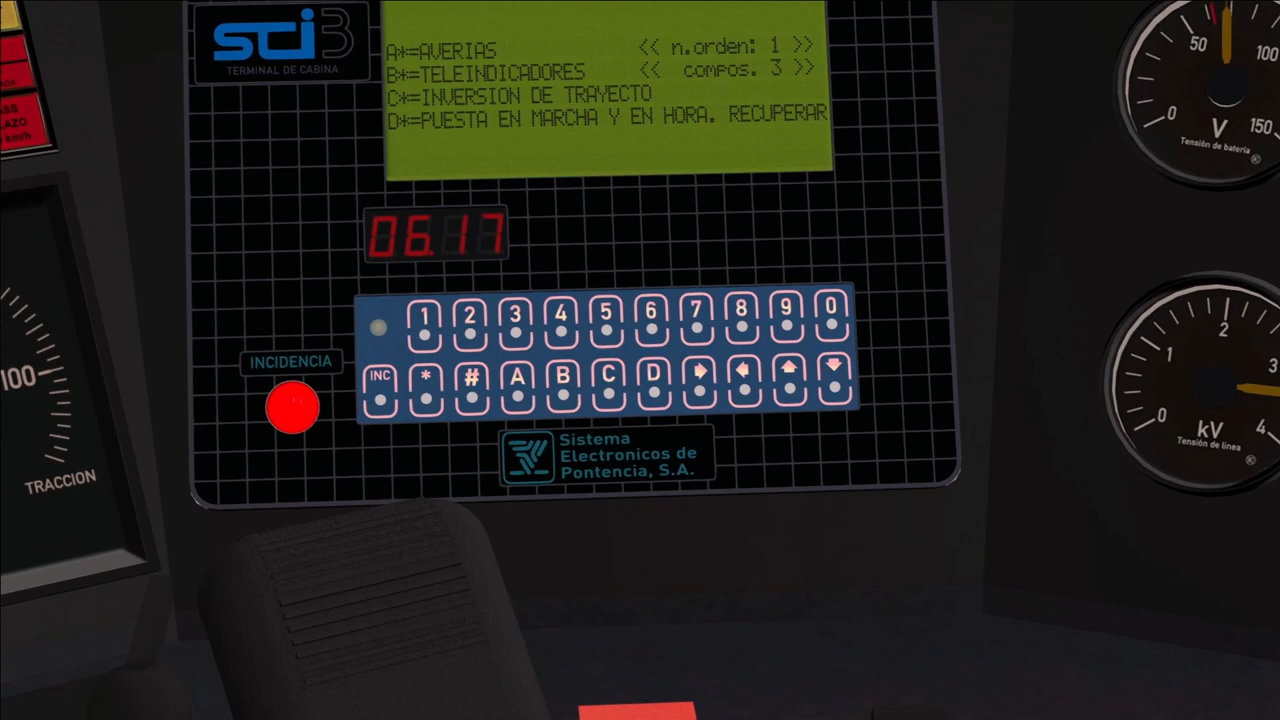 STCI3
TERMINAL DE CABINA
A*=AVERIAS << n.orden: 1 >>
B*=TELEINDICADORES << compos. 3 >>
C*=INVERSION DE TRAYECTO
D*=PUESTA EN MARCHA Y EN HORA. RECUPERAR
06.17
1 2 3 4 5 6 7 8 9 0
INC * # A B C D
INCIDENCIA
Sistema
Electronicos de
Pontencia, S.A.
km/h
100
TRACCION
0 50 100 150
V
Tensión de batería
0 1 2 3 4
kV
Tensión de línea